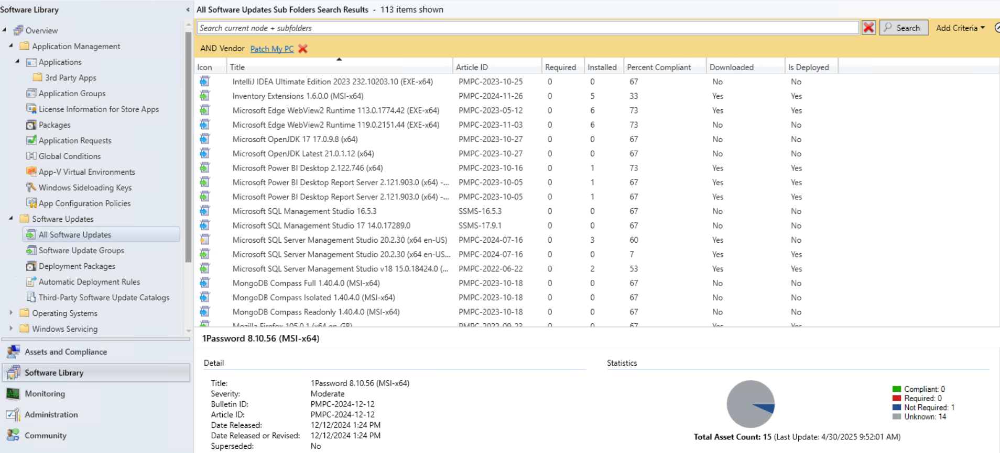 Software Library
Overview
Application Management
Applications
3rd Party Apps
Application Groups
License Information for Store Apps
Packages
Application Requests
Global Conditions
App-V Virtual Environments
Windows Sideloading Keys
App Configuration Policies
Software Updates
All Software Updates
Software Update Groups
Deployment Packages
Automatic Deployment Rules
Third-Party Software Update Catalogs
Operating Systems
Windows Servicing
Assets and Compliance
Software Library
Monitoring
Administration
Community
All Software Updates Sub Folders Search Results - 113 items shown
Search current node + subfolders Search Add Criteria
AND Vendor Patch My PC
Icon Title Article ID Required Installed Percent Compliant Downloaded Is Deployed
IntelliJ IDEA Ultimate Edition 2023 232.10203.10 (EXE-x64) PMPC-2023-10-25 0 0 67 No No
Inventory Extensions 1.6.0.0 (MSI-x64) PMPC-2024-11-26 0 5 33 Yes Yes
Microsoft Edge WebView2 Runtime 113.0.1774.42 (EXE-x64) PMPC-2023-05-12 0 6 73 Yes Yes
Microsoft Edge WebView2 Runtime 119.0.2151.44 (EXE-x64) PMPC-2023-11-03 0 6 73 No No
Microsoft OpenJDK 17 17.0.9.8 (x64) PMPC-2023-10-27 0 0 67 No No
Microsoft OpenJDK Latest 21.0.1.12 (x64) PMPC-2023-10-27 0 0 67 No No
Microsoft Power BI Desktop 2.122.746 (x64) PMPC-2023-10-16 0 1 73 Yes Yes
Microsoft Power BI Desktop Report Server 2.121.903.0 (x64) -... PMPC-2023-10-05 0 1 67 Yes Yes
Microsoft Power BI Desktop Report Server 2.121.903.0 (x64) -... PMPC-2023-10-05 0 1 67 Yes Yes
Microsoft SQL Management Studio 16.5.3 SSMS-16.5.3 0 0 67 No No
Microsoft SQL Management Studio 17 14.0.17289.0 SSMS-17.9.1 0 0 67 No No
Microsoft SQL Server Management Studio 20.2.30 (x64 en-US) PMPC-2024-07-16 0 3 60 Yes No
Microsoft SQL Server Management Studio 20.2.30 (x64 en-US... PMPC-2024-07-16 0 0 7 Yes Yes
Microsoft SQL Server Management Studio v18 15.0.18424.0 (... PMPC-2022-06-22 0 2 53 Yes Yes
MongoDB Compass Full 1.40.4.0 (MSI-x64) PMPC-2023-10-18 0 0 67 No No
MongoDB Compass Isolated 1.40.4.0 (MSI-x64) PMPC-2023-10-18 0 0 67 No No
MongoDB Compass Readonly 1.40.4.0 (MSI-x64) PMPC-2023-10-18 0 0 67 No No
Mozilla Firefox 105.0.1 (x64 en-GB) PMPC-2022-09-23 0 0 67 Yes Yes
1Password 8.10.56 (MSI-x64)
Detail
Title: 1Password 8.10.56 (MSI-x64)
Severity: Moderate
Bulletin ID: PMPC-2024-12-12
Article ID: PMPC-2024-12-12
Date Released: 12/12/2024 1:24 PM
Date Released or Revised: 12/12/2024 1:24 PM
Superseded: No
Statistics
Compliant: 0
Required: 0
Not Required: 1
Unknown: 14
Total Asset Count: 15 (Last Update: 4/30/2025 9:52:01 AM)